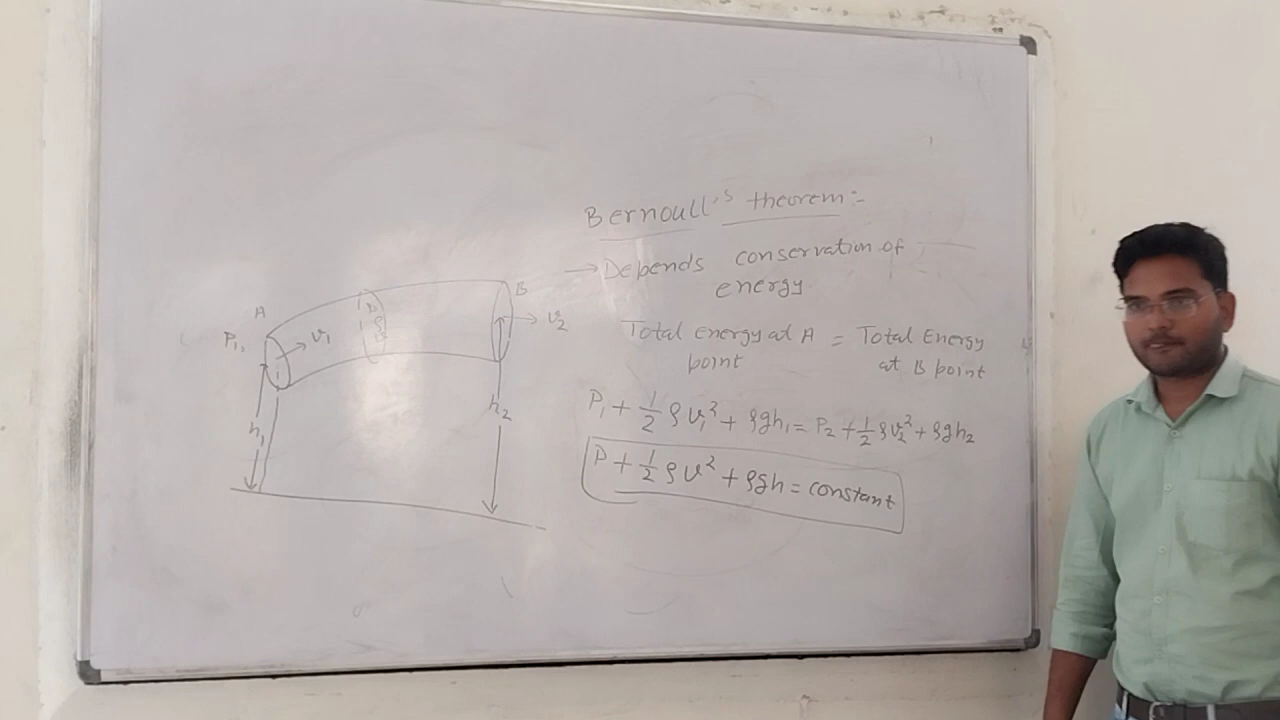 Bernoull's theorem:-
→ Depends conservation of
energy.
Total energy at A = Total Energy
point at B point
P₁ + 1/2 ρv₁² + ρgh₁ = P₂ + 1/2 ρv₂² + ρgh₂
P + 1/2 ρv² + ρgh = constant
A
B
P₁,
v₁
v₂
ρ
h₁
h₂